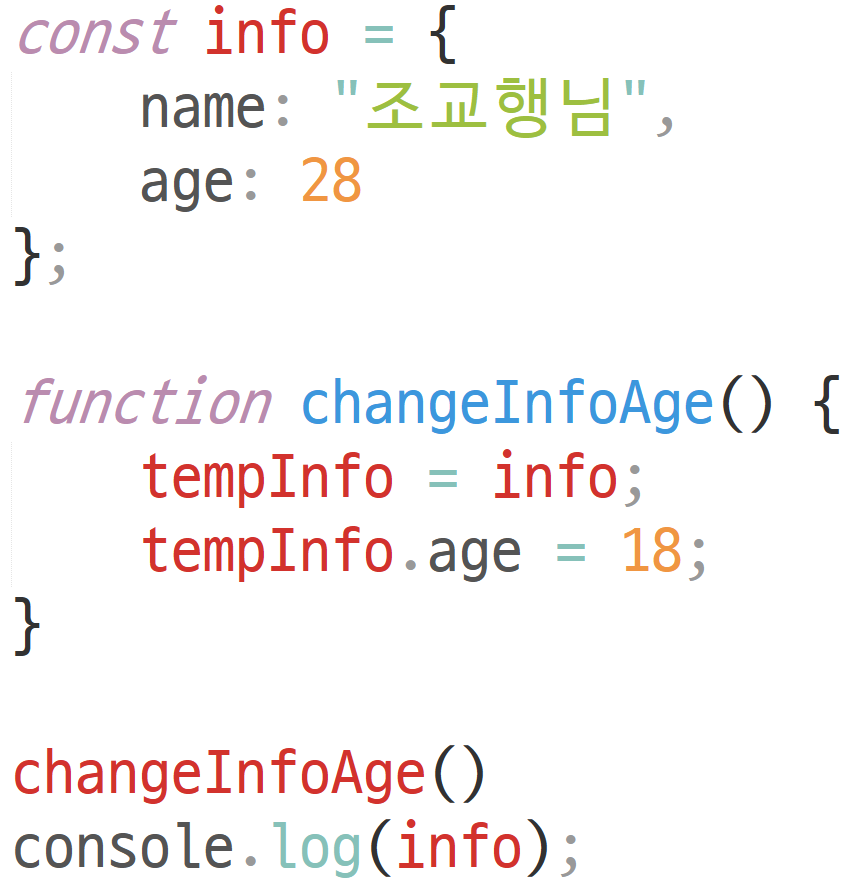 const info = {
    name: "조교행님",
    age: 28
};

function changeInfoAge() {
    tempInfo = info;
    tempInfo.age = 18;
}

changeInfoAge()
console.log(info);